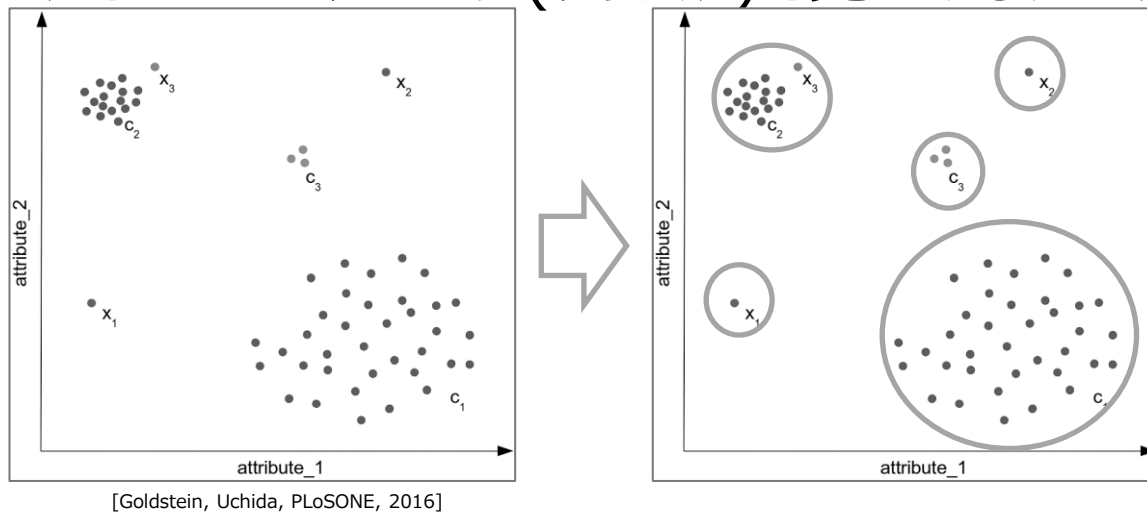 x₃
x₂
c₂
c₃
x₁
c₁
attribute_2
attribute_1
x₃
x₂
c₂
c₃
x₁
c₁
attribute_2
attribute_1
[Goldstein, Uchida, PLoSONE, 2016]